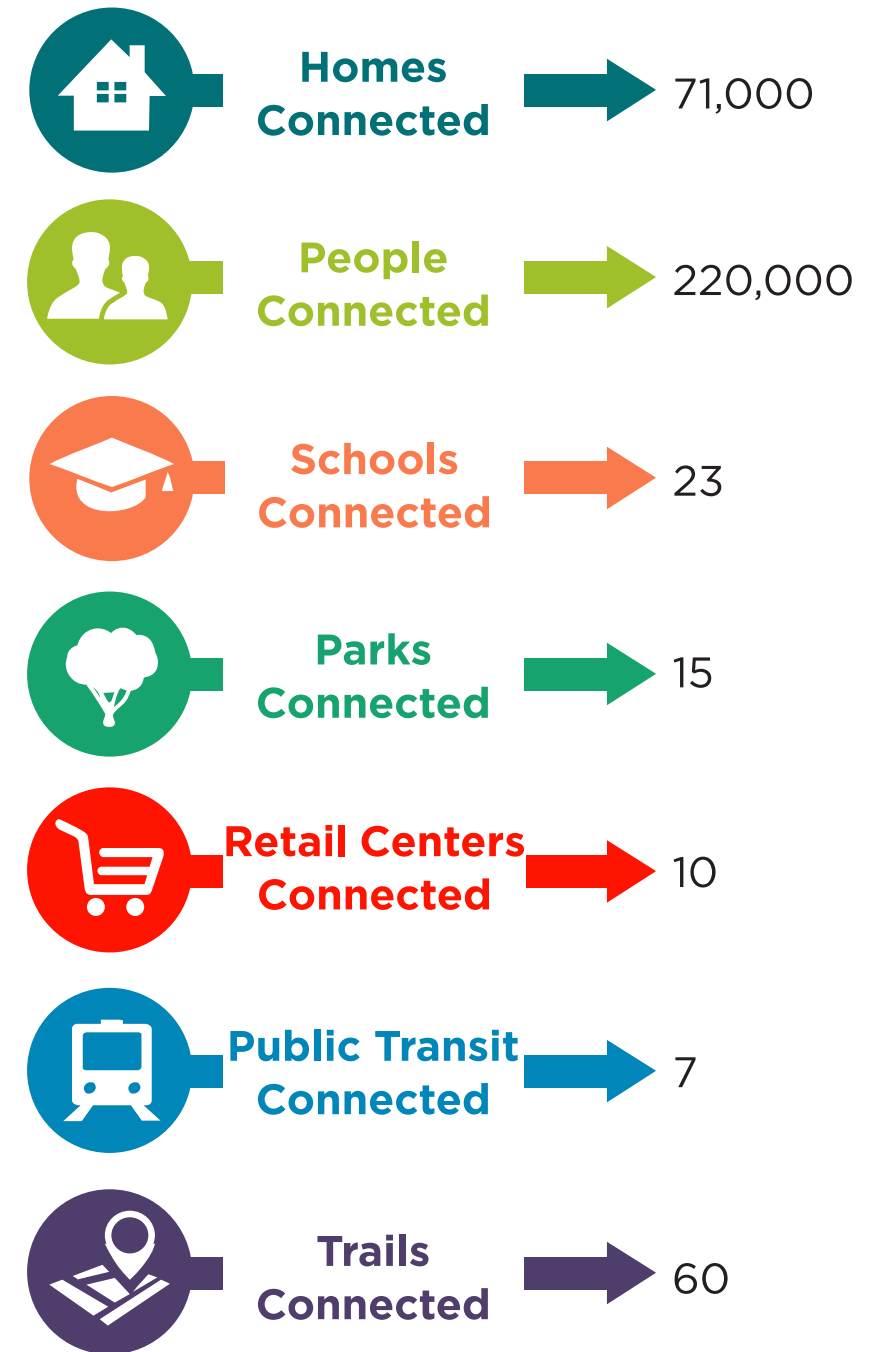 Homes
Connected
71,000
People
Connected
220,000
Schools
Connected
23
Parks
Connected
15
Retail Centers
Connected
10
Public Transit
Connected
7
Trails
Connected
60